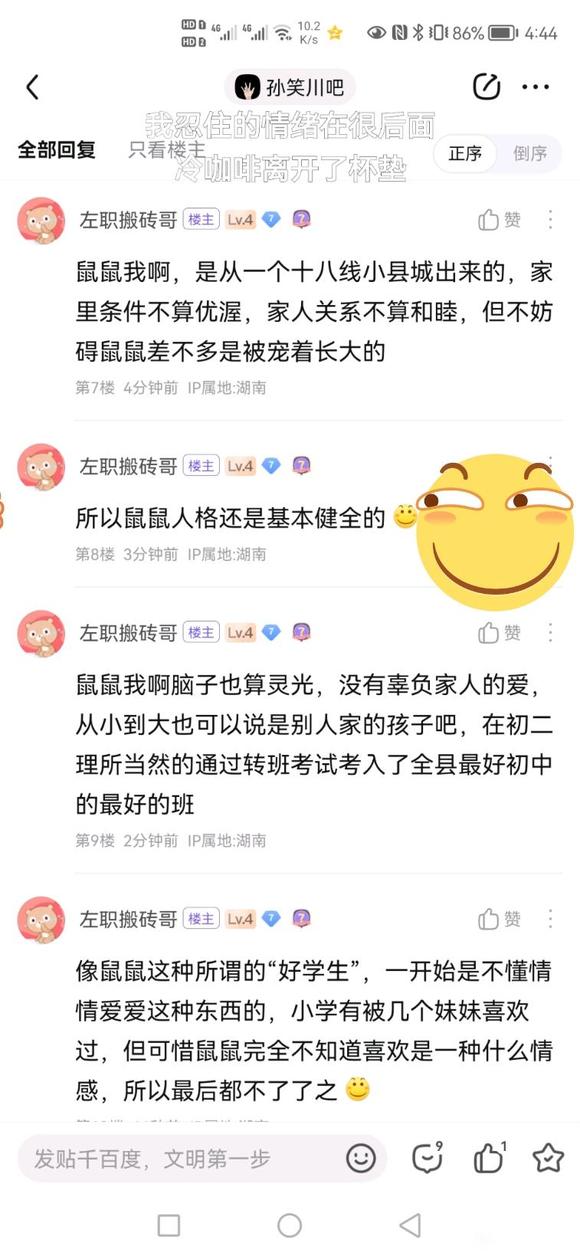 HD 1 4G 4G 10.2 K/s 86% 4:44
HD 2
孙笑川吧
我忍住的情绪在很后面
全部回复 只看楼主 正序 倒序
冷咖啡离开了杯垫
左职搬砖哥 楼主 Lv.4 7 赞
鼠鼠我啊，是从一个十八线小县城出来的，家
里条件不算优渥，家人关系不算和睦，但不妨
碍鼠鼠差不多是被宠着长大的
第7楼 4分钟前 IP属地:湖南
左职搬砖哥 楼主 Lv.4 7
所以鼠鼠人格还是基本健全的
第8楼 3分钟前 IP属地:湖南
左职搬砖哥 楼主 Lv.4 7 赞
鼠鼠我啊脑子也算灵光，没有辜负家人的爱，
从小到大也可以说是别人家的孩子吧，在初二
理所当然的通过转班考试考入了全县最好初中
的最好的班
第9楼 2分钟前 IP属地:湖南
左职搬砖哥 楼主 Lv.4 7 赞
像鼠鼠这种所谓的“好学生”，一开始是不懂情
情爱爱这种东西的，小学有被几个妹妹喜欢
过，但可惜鼠鼠完全不知道喜欢是一种什么情
感，所以最后都不了了之
发贴千百度，文明第一步 9 1